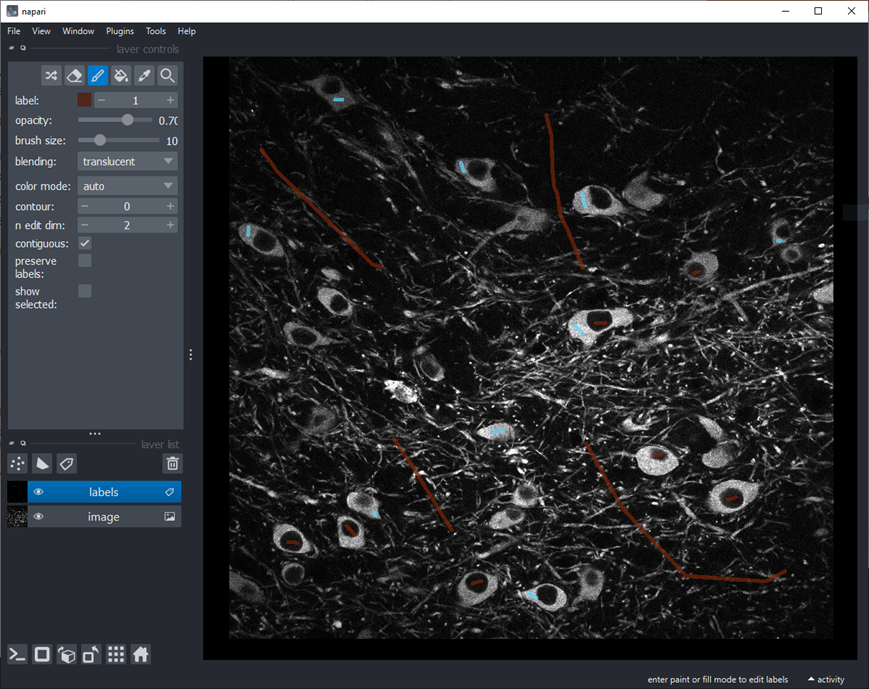 napari
File View Window Plugins Tools Help
layer controls
label: 1
opacity: 0.70
brush size: 10
blending: translucent
color mode: auto
contour: 0
n edit dim: 2
contiguous:
preserve
labels:
show
selected:
layer list
labels
image
enter paint or fill mode to edit labels activity